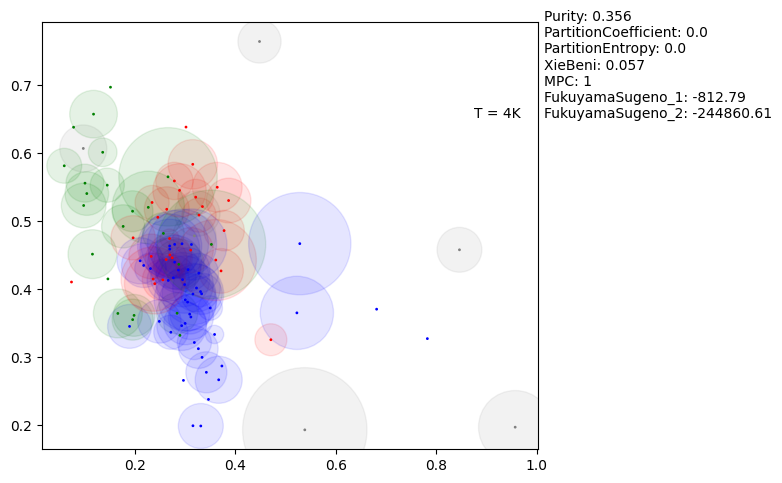 Purity: 0.356
PartitionCoefficient: 0.0
PartitionEntropy: 0.0
XieBeni: 0.057
MPC: 1
FukuyamaSugeno_1: -812.79
FukuyamaSugeno_2: -244860.61
T = 4K
0.7
0.6
0.5
0.4
0.3
0.2
0.2
0.4
0.6
0.8
1.0